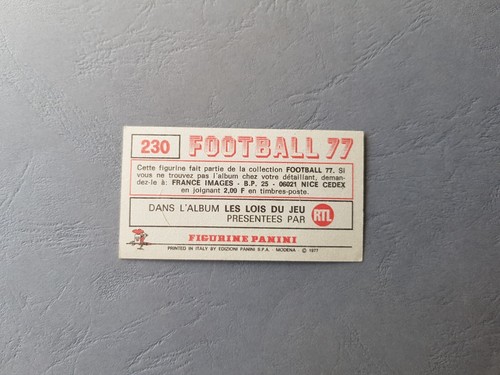 230 FOOTBALL 77
Cette figurine fait partie de la collection FOOTBALL 77. Si
vous ne trouvez pas l'album chez votre détaillant, deman-
dez-le à: FRANCE IMAGES - B.P. 25 - 06021 NICE CEDEX
en joignant 2,00 F en timbres-poste.
DANS L'ALBUM LES LOIS DU JEU
PRESENTEES PAR RTL
FIGURINE PANINI
PRINTED IN ITALY BY EDIZIONI PANINI S.P.A. - MODENA - © 1977